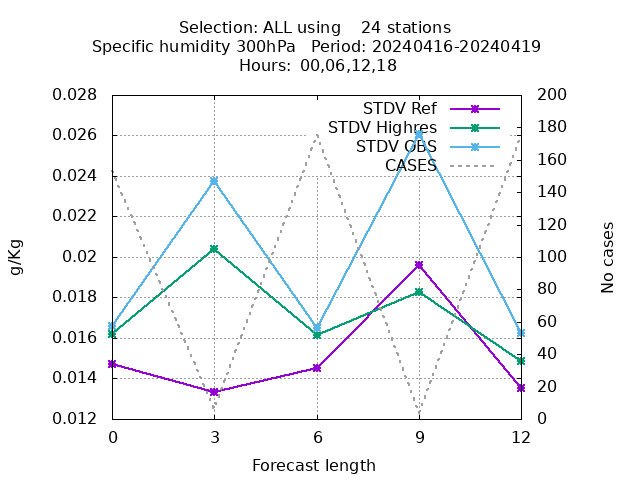 Selection: ALL using    24 stations
Specific humidity 300hPa   Period: 20240416-20240419
Hours:  00,06,12,18
STDV Ref
STDV Highres
STDV OBS
CASES
g/Kg
No cases
0.028
0.026
0.024
0.022
0.02
0.018
0.016
0.014
0.012
200
180
160
140
120
100
80
60
40
20
0
0 3 6 9 12
Forecast length